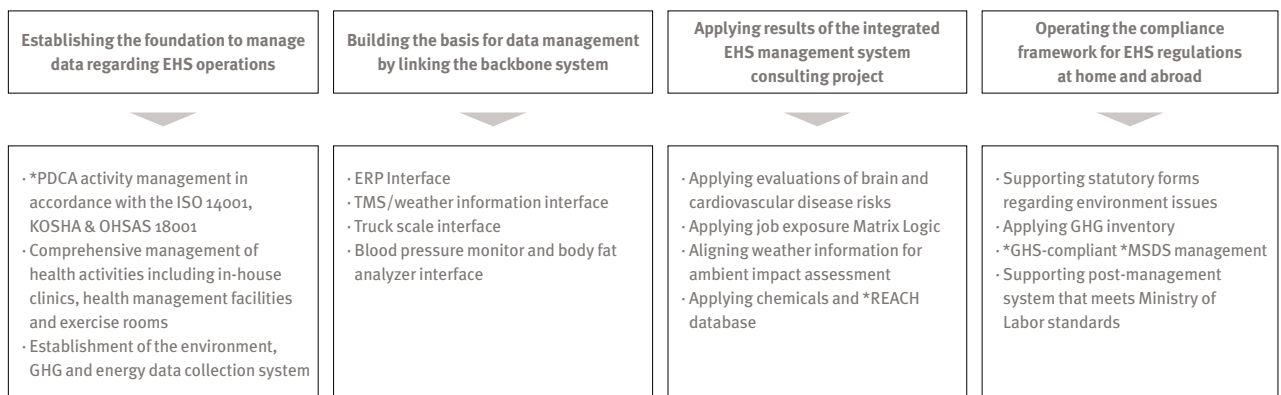 Establishing the foundation to manage
data regarding EHS operations
Building the basis for data management
by linking the backbone system
Applying results of the integrated
EHS management system
consulting project
Operating the compliance
framework for EHS regulations
at home and abroad
· *PDCA activity management in
accordance with the ISO 14001,
KOSHA & OHSAS 18001
· Comprehensive management of
health activities including in-house
clinics, health management facilities
and exercise rooms
· Establishment of the environment,
GHG and energy data collection system
· ERP Interface
· TMS/weather information interface
· Truck scale interface
· Blood pressure monitor and body fat
analyzer interface
· Applying evaluations of brain and
cardiovascular disease risks
· Applying job exposure Matrix Logic
· Aligning weather information for
ambient impact assessment
· Applying chemicals and *REACH
database
· Supporting statutory forms
regarding environment issues
· Applying GHG inventory
· *GHS-compliant *MSDS management
· Supporting post-management
system that meets Ministry of
Labor standards